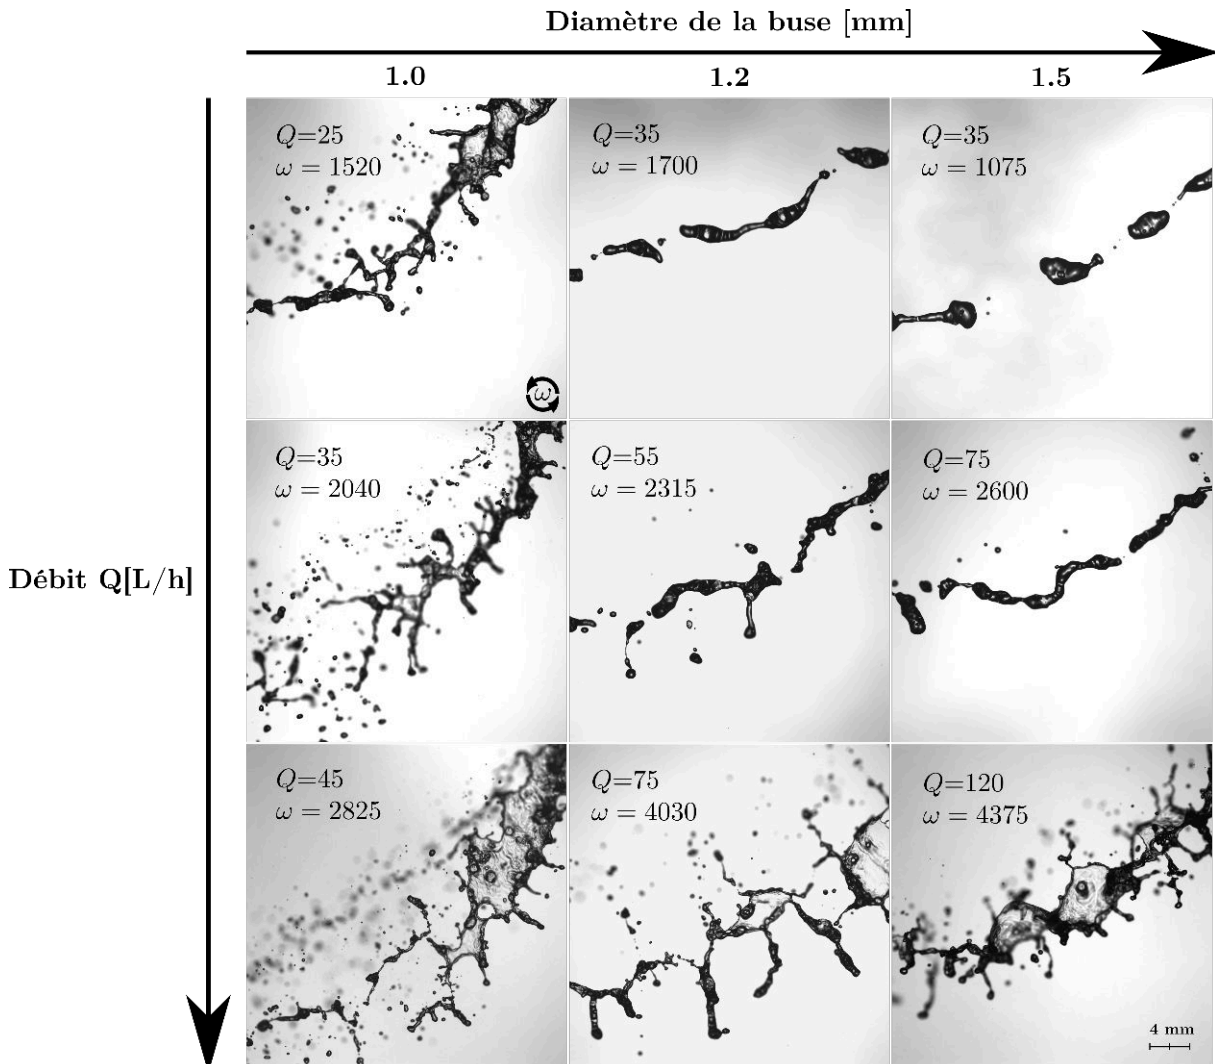 Diamètre de la buse [mm]
1.0 1.2 1.5
Débit Q[L/h]
Q=25
ω = 1520
Q=35
ω = 1700
Q=35
ω = 1075
ω
Q=35
ω = 2040
Q=55
ω = 2315
Q=75
ω = 2600
Q=45
ω = 2825
Q=75
ω = 4030
Q=120
ω = 4375
4 mm